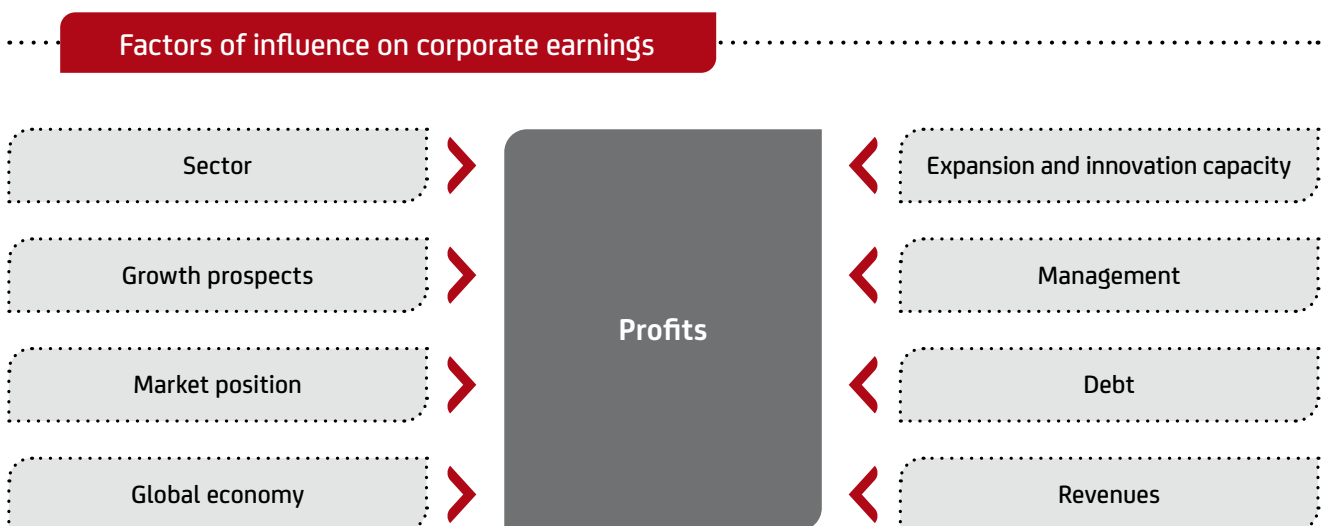 Factors of influence on corporate earnings
Sector
Growth prospects
Market position
Global economy
Profits
Expansion and innovation capacity
Management
Debt
Revenues